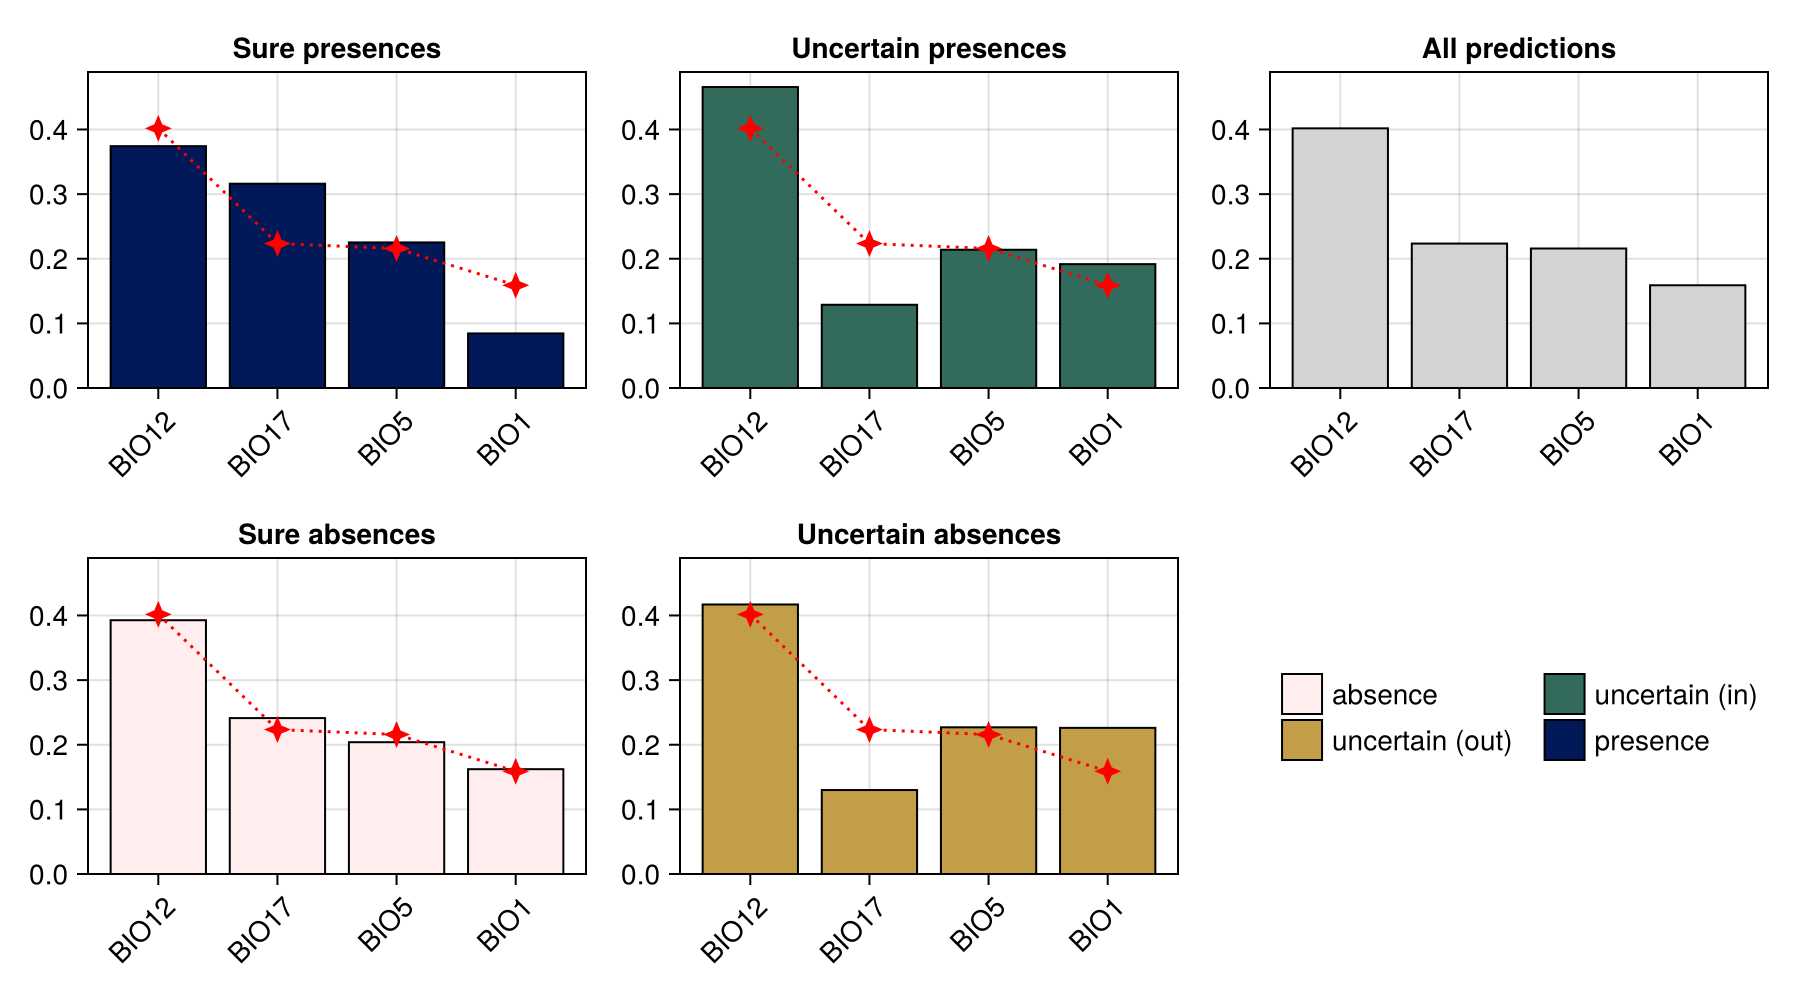 Sure presences
0.4
0.3
0.2
0.1
0.0
BIO12
BIO17
BIO5
BIO1
Uncertain presences
0.4
0.3
0.2
0.1
0.0
BIO12
BIO17
BIO5
BIO1
All predictions
0.4
0.3
0.2
0.1
0.0
BIO12
BIO17
BIO5
BIO1
Sure absences
0.4
0.3
0.2
0.1
0.0
BIO12
BIO17
BIO5
BIO1
Uncertain absences
0.4
0.3
0.2
0.1
0.0
BIO12
BIO17
BIO5
BIO1
absence
uncertain (in)
uncertain (out)
presence